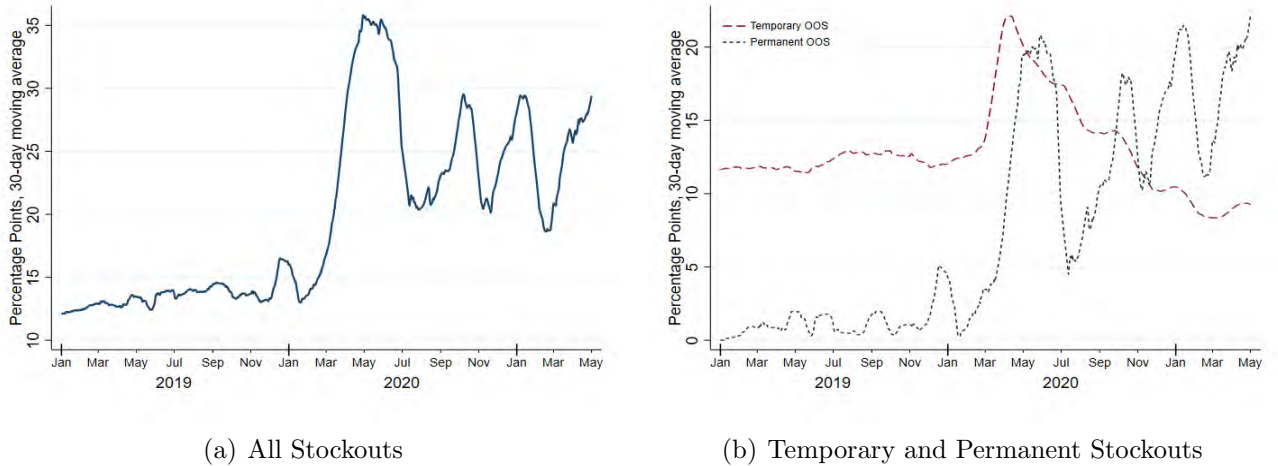 Percentage Points, 30-day moving average
35
30
25
20
15
10
Jan Mar May Jul Sep Nov Jan Mar May Jul Sep Nov Jan Mar May
2019 2020
(a) All Stockouts
Percentage Points, 30-day moving average
Temporary OOS
Permanent OOS
20
15
10
5
0
Jan Mar May Jul Sep Nov Jan Mar May Jul Sep Nov Jan Mar May
2019 2020
(b) Temporary and Permanent Stockouts